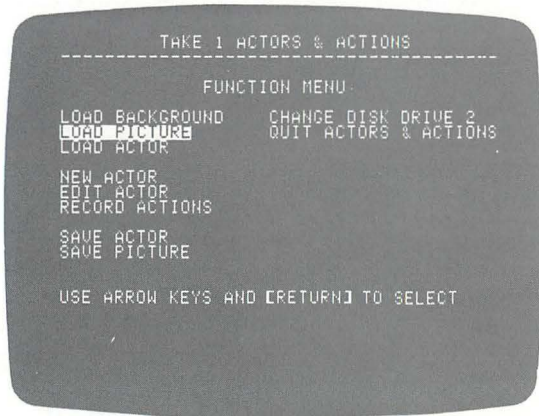 TAKE 1 ACTORS & ACTIONS
FUNCTION MENU
LOAD BACKGROUND
LOAD PICTURE
LOAD ACTOR
NEW ACTOR
EDIT ACTOR
RECORD ACTIONS
SAVE ACTOR
SAVE PICTURE
CHANGE DISK DRIVE 2
QUIT ACTORS & ACTIONS
USE ARROW KEYS AND [RETURN] TO SELECT